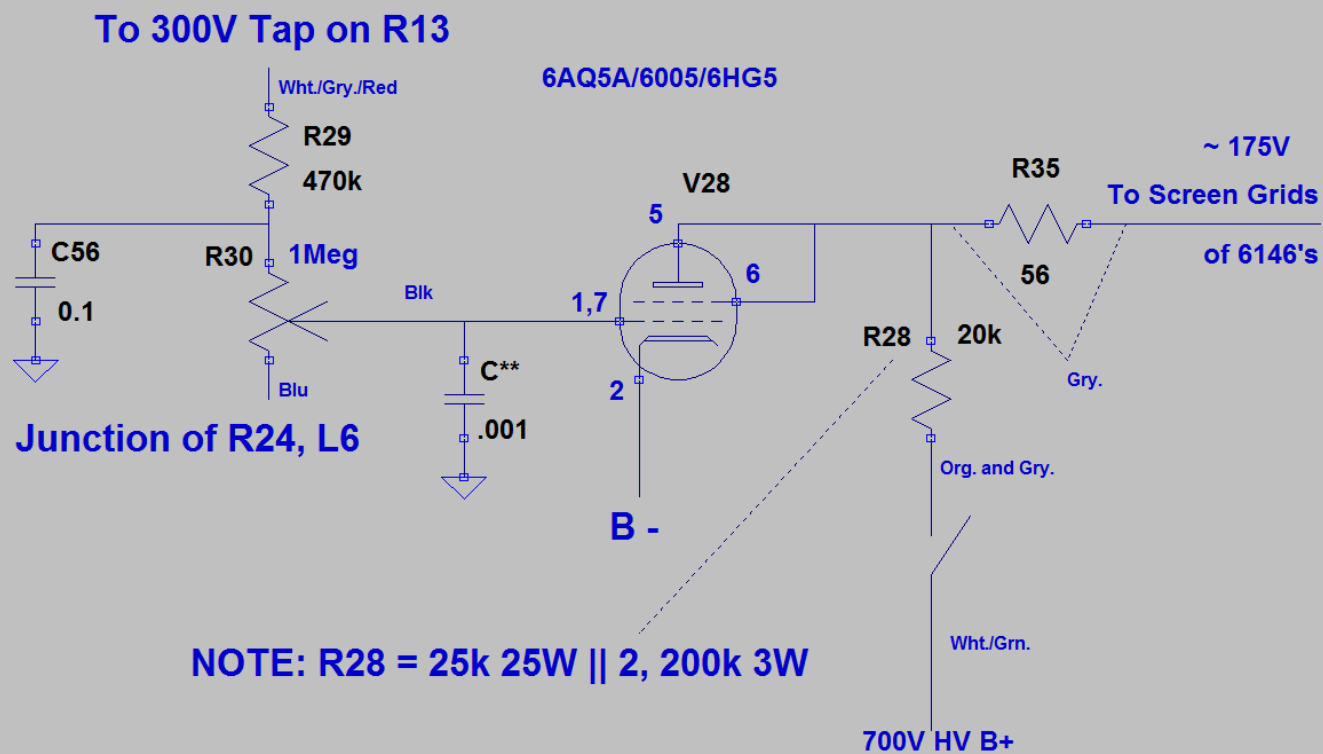 To 300V Tap on R13
Wht./Gry./Red
6AQ5A/6005/6HG5
R29
470k
~ 175V
R35
To Screen Grids
V28
5
C56
R30
1Meg
6
56
of 6146's
0.1
Blk
1,7
R28
20k
C**
2
Gry.
Blu
.001
Junction of R24, L6
Org. and Gry.
B -
Wht./Grn.
NOTE: R28 = 25k 25W || 2, 200k 3W
700V HV B+